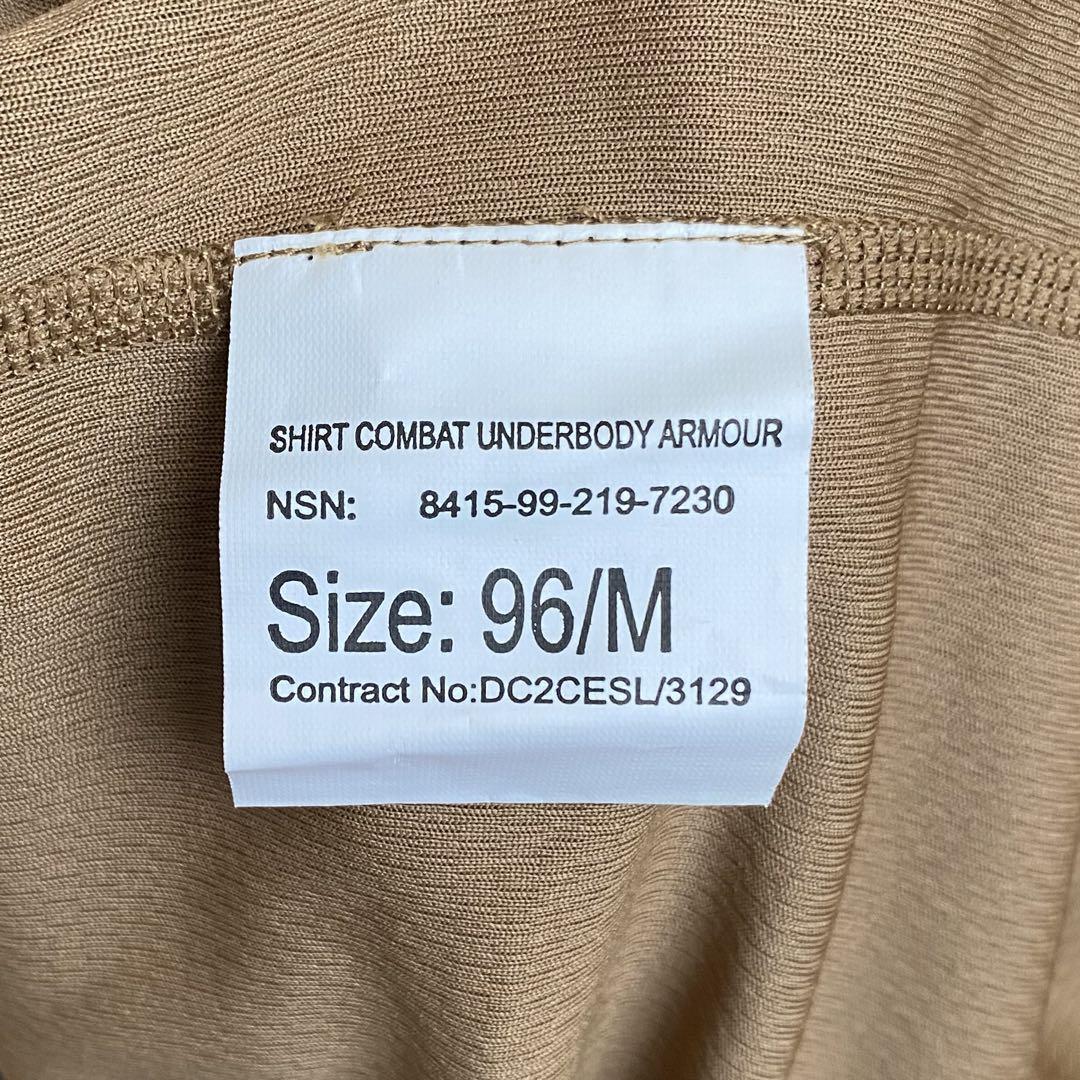 SHIRT COMBAT UNDERBODY ARMOUR
NSN: 8415-99-219-7230
Size: 96/M
Contract No:DC2CESL/3129